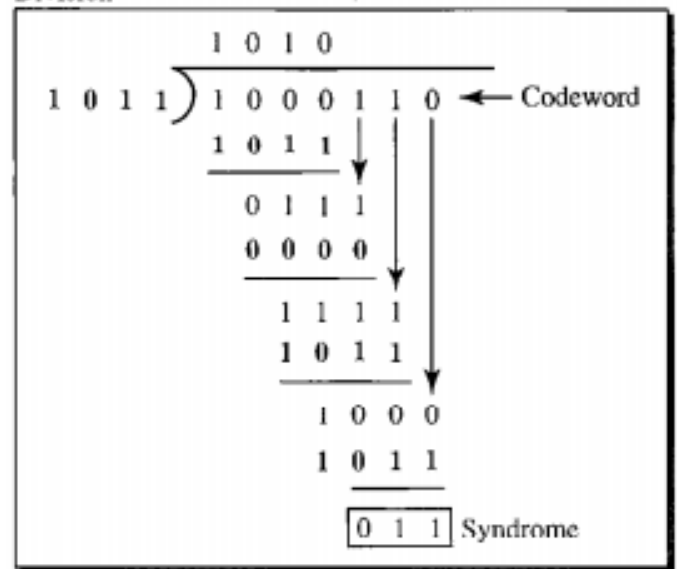 1 0 1 0
1 0 1 1 ) 1 0 0 0 1 1 0 Codeword
1 0 1 1
0 1 1 1
0 0 0 0
1 1 1 1
1 0 1 1
1 0 0 0
1 0 1 1
0 1 1 Syndrome